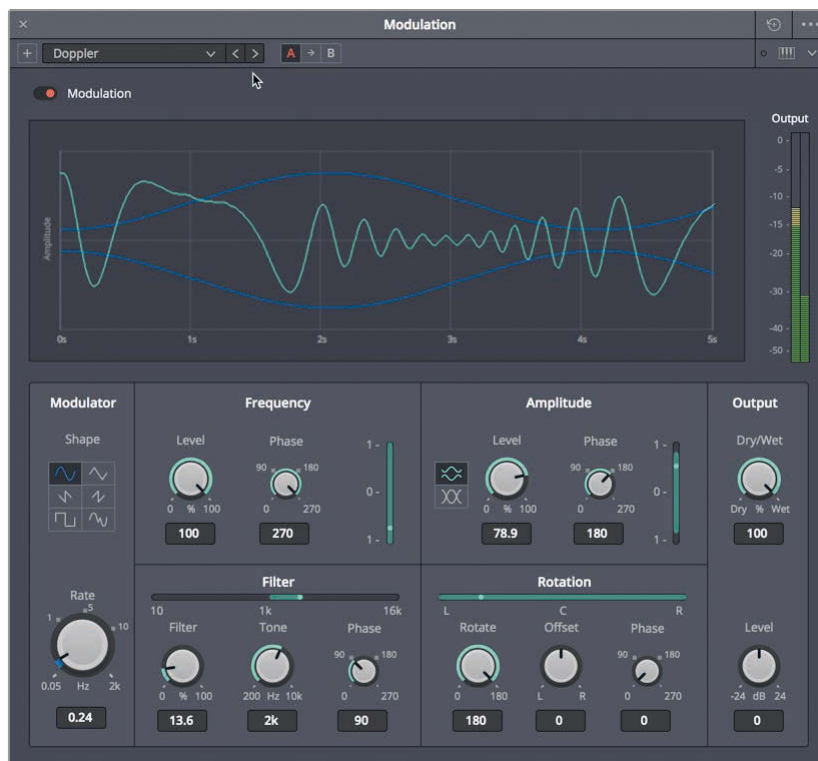 Modulation
Doppler
A
B
Modulation
Output
0 -
-5 -
-10 -
-15 -
-20 -
-30 -
-40 -
-50 -
Amplitude
0s 1s 2s 3s 4s 5s
Modulator
Shape
Rate
1 5 10
0.05 Hz 2k
0.24
Frequency
Level Phase
90 180
0 % 100 0 270
100 270
1 -
0 -
1 -
Amplitude
Level Phase
90 180
0 % 100 0 270
78.9 180
1 -
0 -
1 -
Output
Dry/Wet
Dry % Wet
100
Filter
10 1k 16k
Filter Tone Phase
90 180
0 % 100 200 Hz 10k 0 270
13.6 2k 90
Rotation
L C R
Rotate Offset Phase
90 180
0 180 L R 0 270
180 0 0
Level
-24 dB 24
0